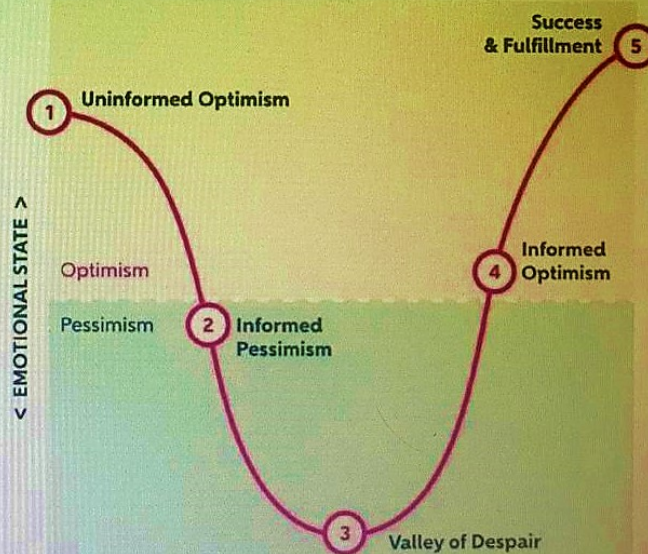 Success
& Fulfillment
5
1
Uninformed Optimism
< EMOTIONAL STATE >
Optimism
4
Informed
Optimism
Pessimism
2
Informed
Pessimism
3
Valley of Despair